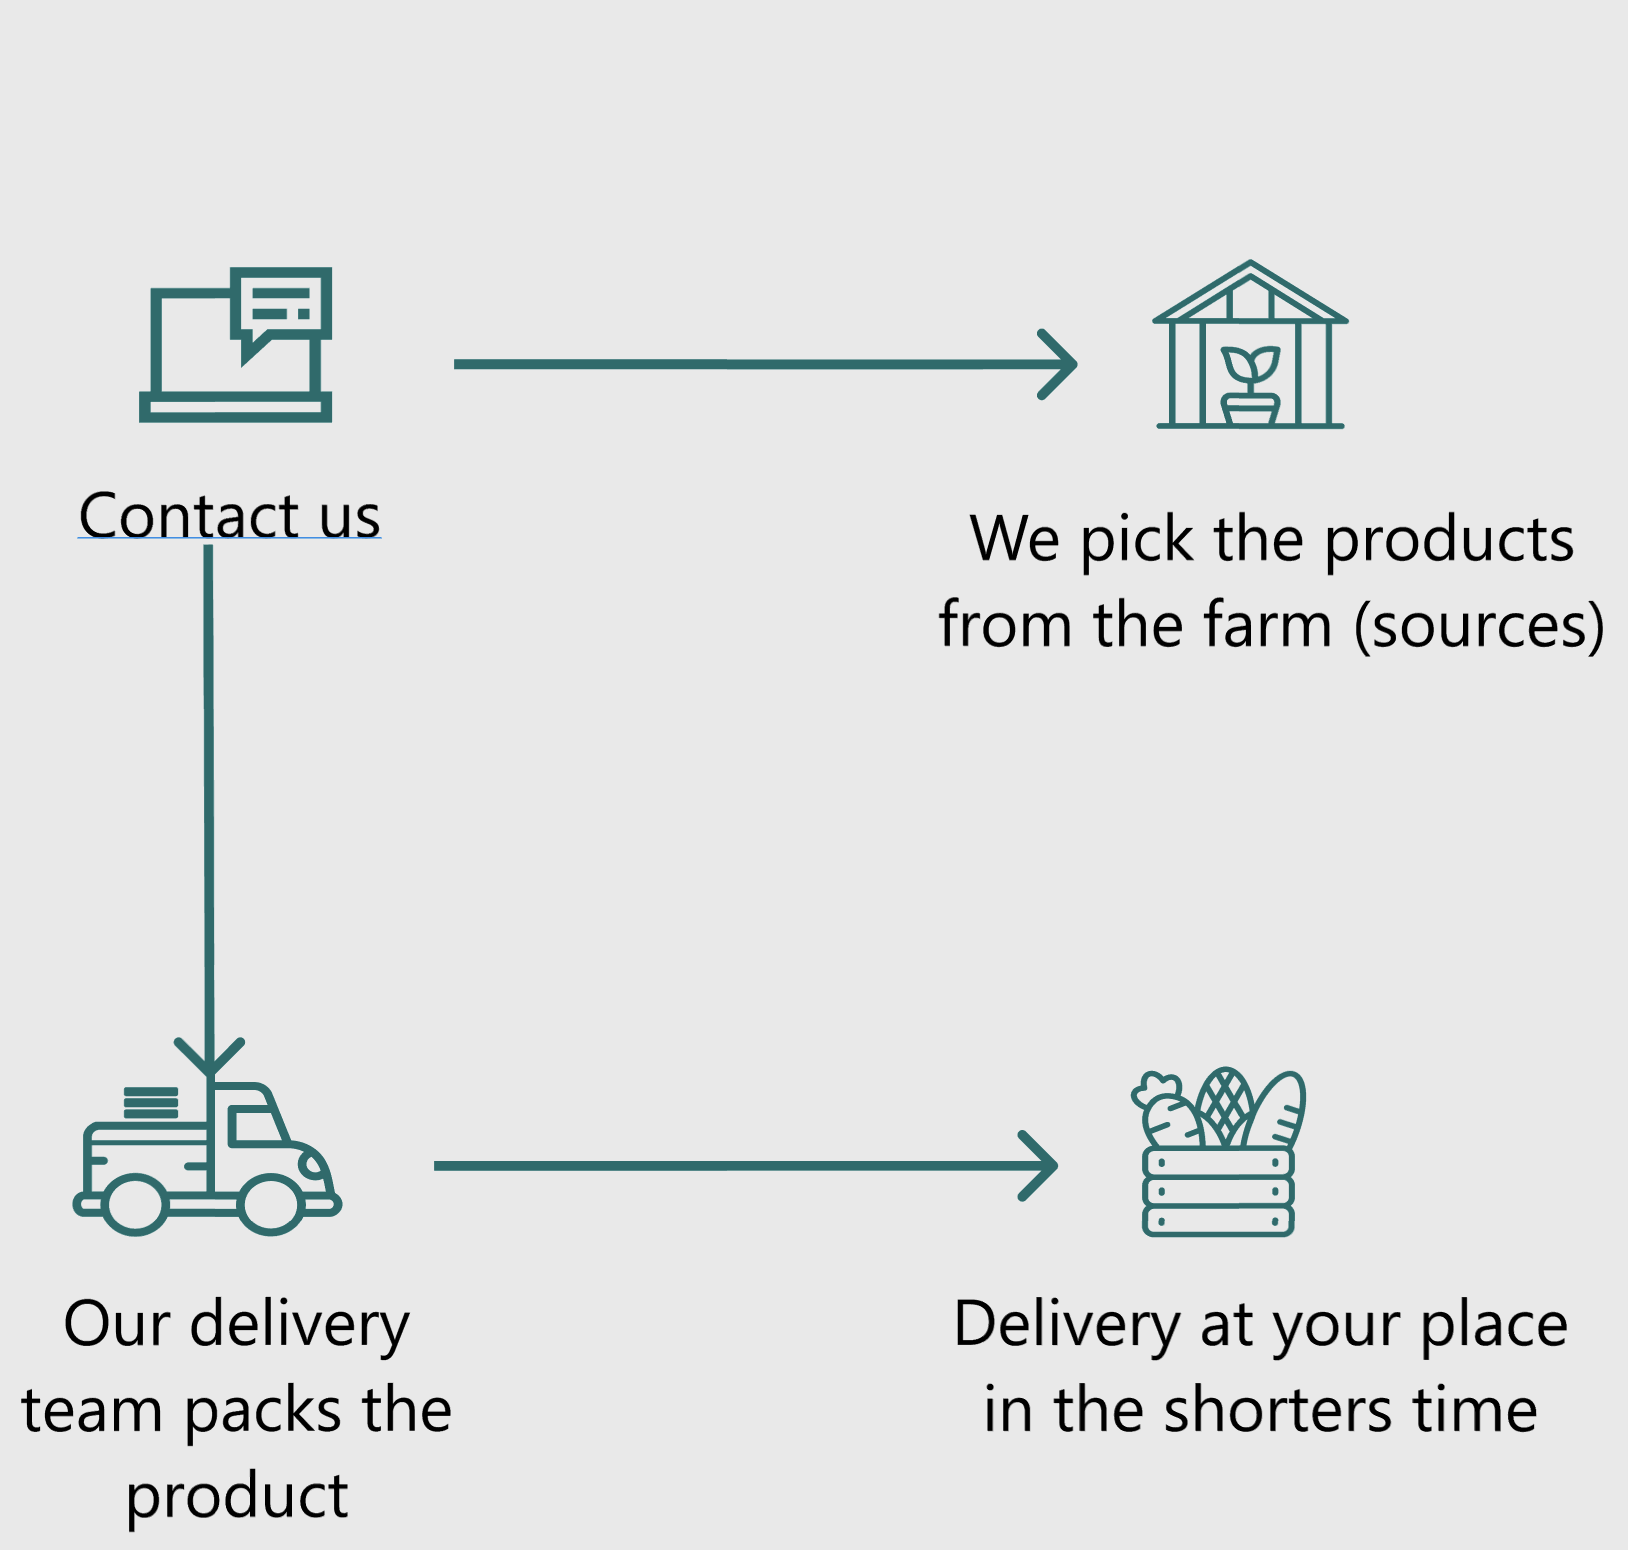 Contact us
We pick the products
from the farm (sources)
Our delivery
team packs the
product
Delivery at your place
in the shorters time